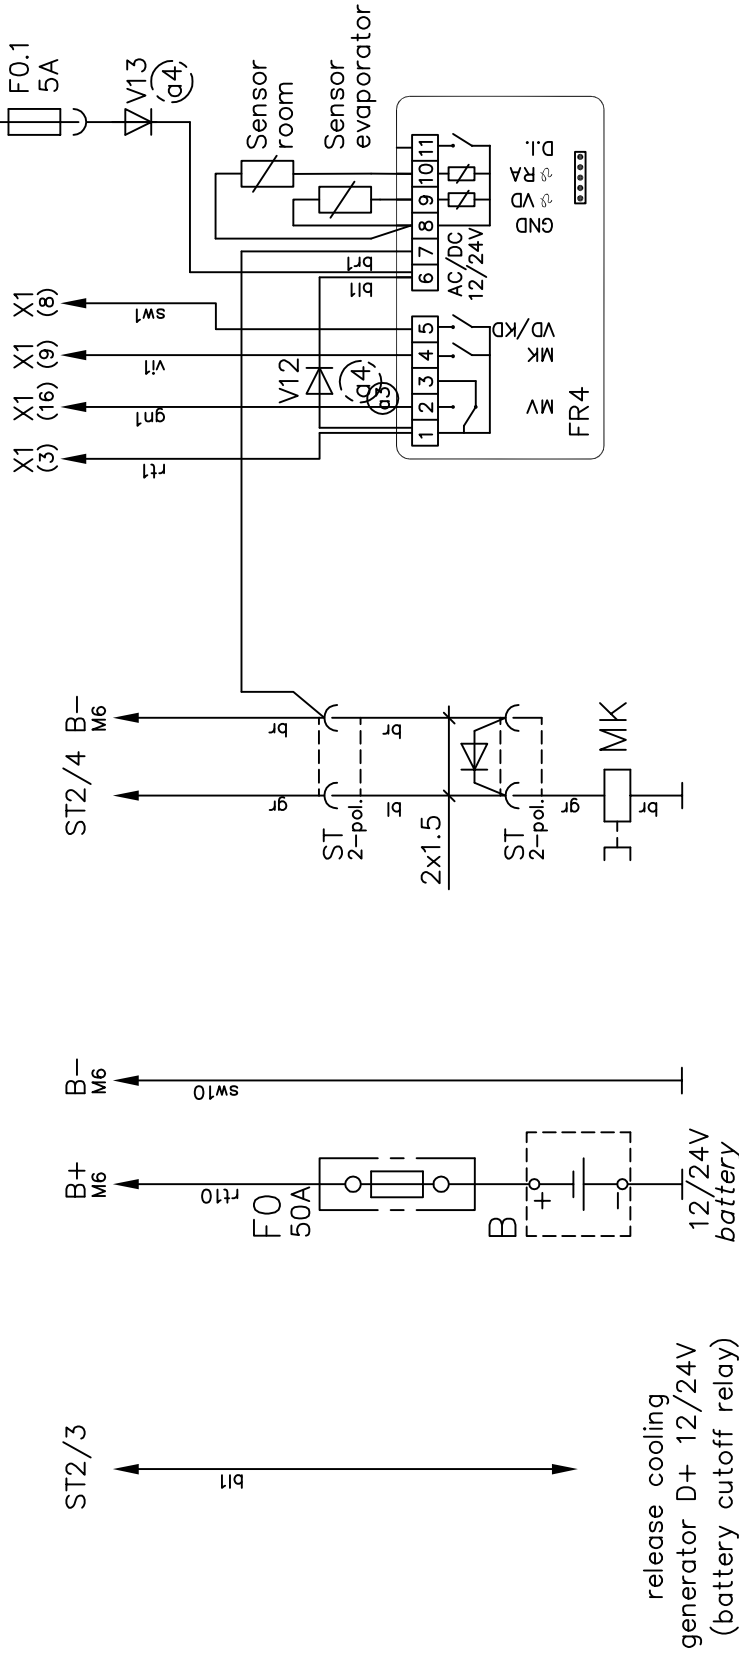 F0.1
5A
V13
a4
Sensor
room
Sensor
evaporator
X1
(8)
X1
(9)
X1
(16)
X1
(3)
sw1
vi1
gn1
rt1
br1
bl1
V12
a4
a3
11
10
9
8
7
6
5
4
3
2
1
AC/DC
12/24V
D.I.
RA
VD
GND
VD/KD
MK
MV
FR4
B-
M6
ST2/4
br
gr
ST
2-pol.
br
bl
2x1.5
ST
2-pol.
gr
br
MK
B-
M6
sw10
B+
M6
rt10
F0
50A
B
+
-
12/24V
battery
ST2/3
bl1
release cooling
generator D+ 12/24V
(battery cutoff relay)